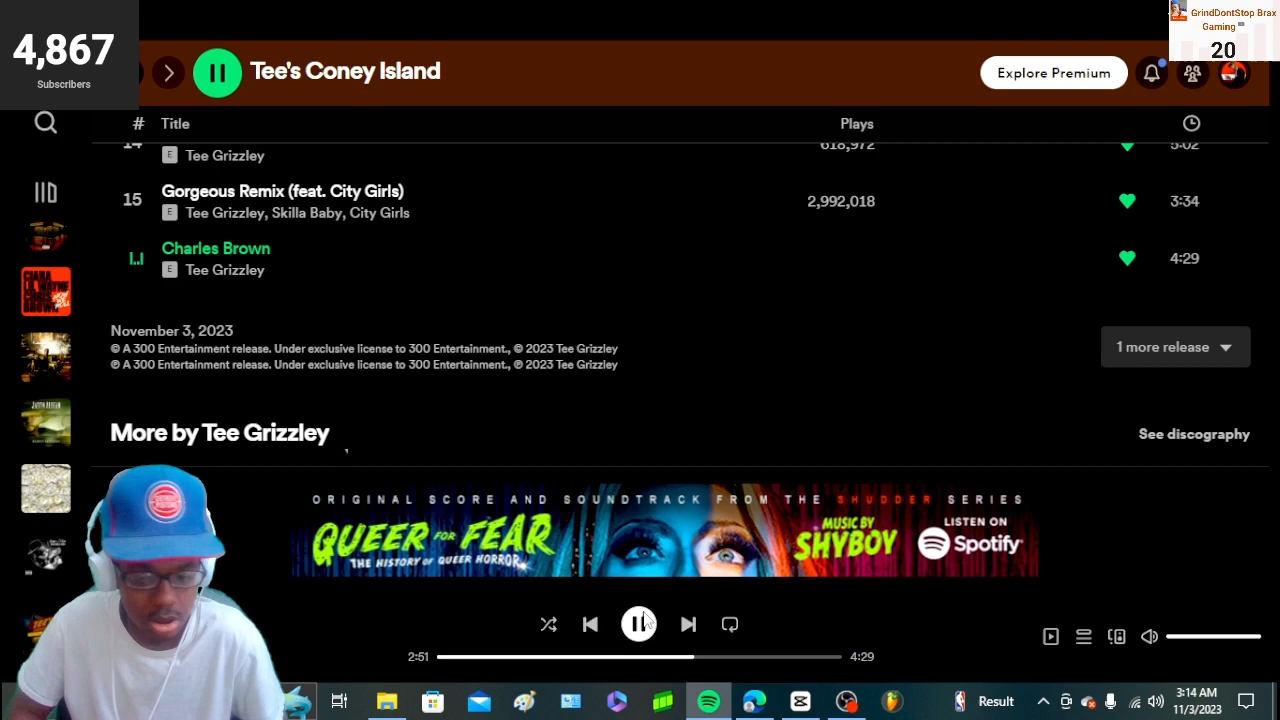 4,867
Subscribers
GrindDontStop Brax
Gaming
20
Tee's Coney Island
Explore Premium
# Title Plays
14 618,972 5:02
E Tee Grizzley
15 Gorgeous Remix (feat. City Girls) 2,992,018 3:34
E Tee Grizzley, Skilla Baby, City Girls
Charles Brown 4:29
E Tee Grizzley
November 3, 2023
© A 300 Entertainment release. Under exclusive license to 300 Entertainment., © 2023 Tee Grizzley
℗ A 300 Entertainment release. Under exclusive license to 300 Entertainment., ℗ 2023 Tee Grizzley
1 more release
More by Tee Grizzley
See discography
ORIGINAL SCORE AND SOUNDTRACK FROM THE SHUDDER SERIES
QUEER FOR FEAR
THE HISTORY OF QUEER HORROR
MUSIC BY
SHYBOY
LISTEN ON
Spotify
2:51 4:29
Result
3:14 AM
11/3/2023